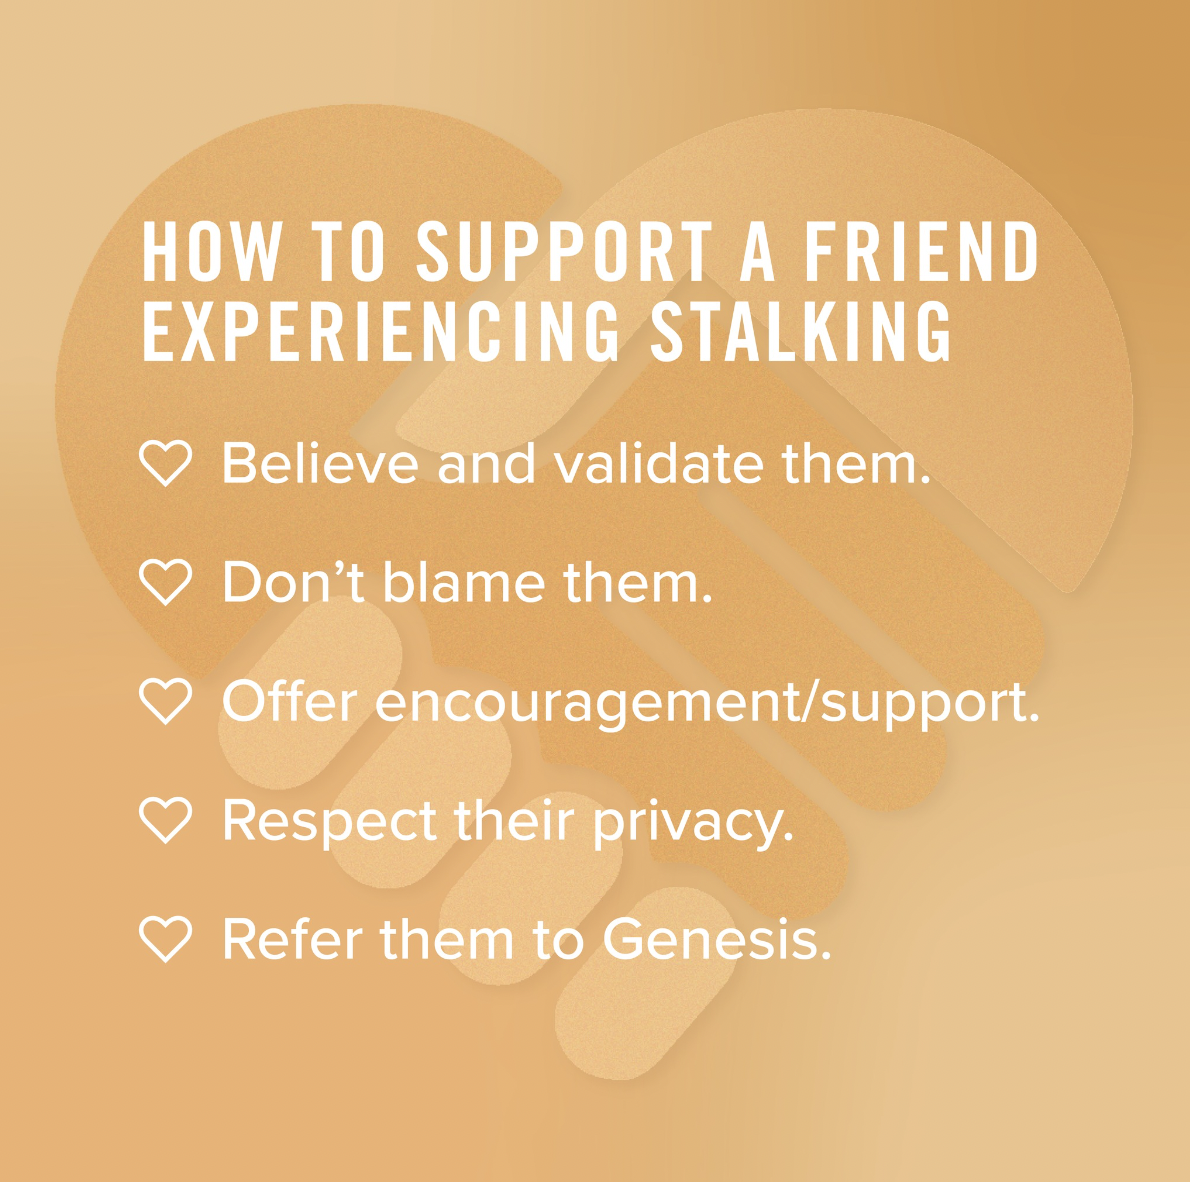 HOW TO SUPPORT A FRIEND
EXPERIENCING STALKING
Believe and validate them.
Don’t blame them.
Offer encouragement/support.
Respect their privacy.
Refer them to Genesis.